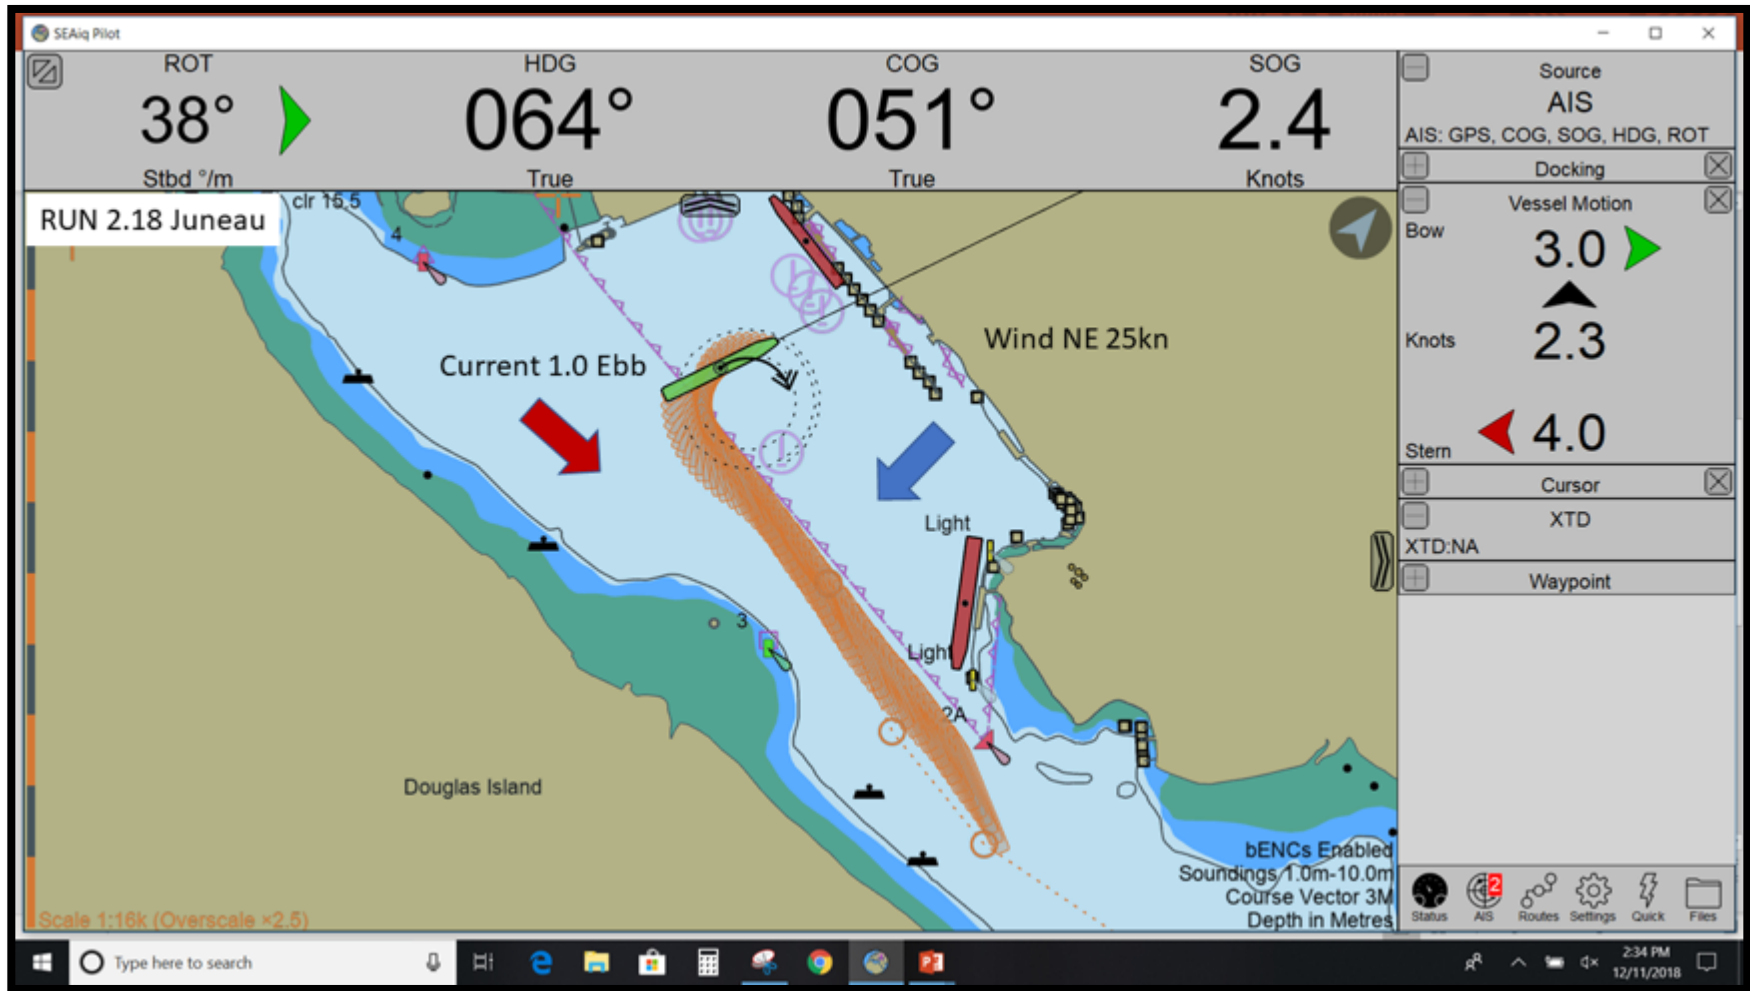 SEAiq Pilot
ROT
38°
Stbd °/m
HDG
064°
True
COG
051°
True
SOG
2.4
Knots
RUN 2.18 Juneau
clr 15.5
4
Current 1.0 Ebb
Wind NE 25kn
Light
3
Light
2A
Douglas Island
bENCs Enabled
Soundings 1.0m-10.0m
Course Vector 3M
Depth in Metres
Scale 1:16k (Overscale ×2.5)
Source
AIS
AIS: GPS, COG, SOG, HDG, ROT
Docking
Vessel Motion
Bow
3.0
Knots
2.3
Stern
4.0
Cursor
XTD
XTD:NA
Waypoint
2
Status
AIS
Routes
Settings
Quick
Files
Type here to search
2:34 PM
12/11/2018